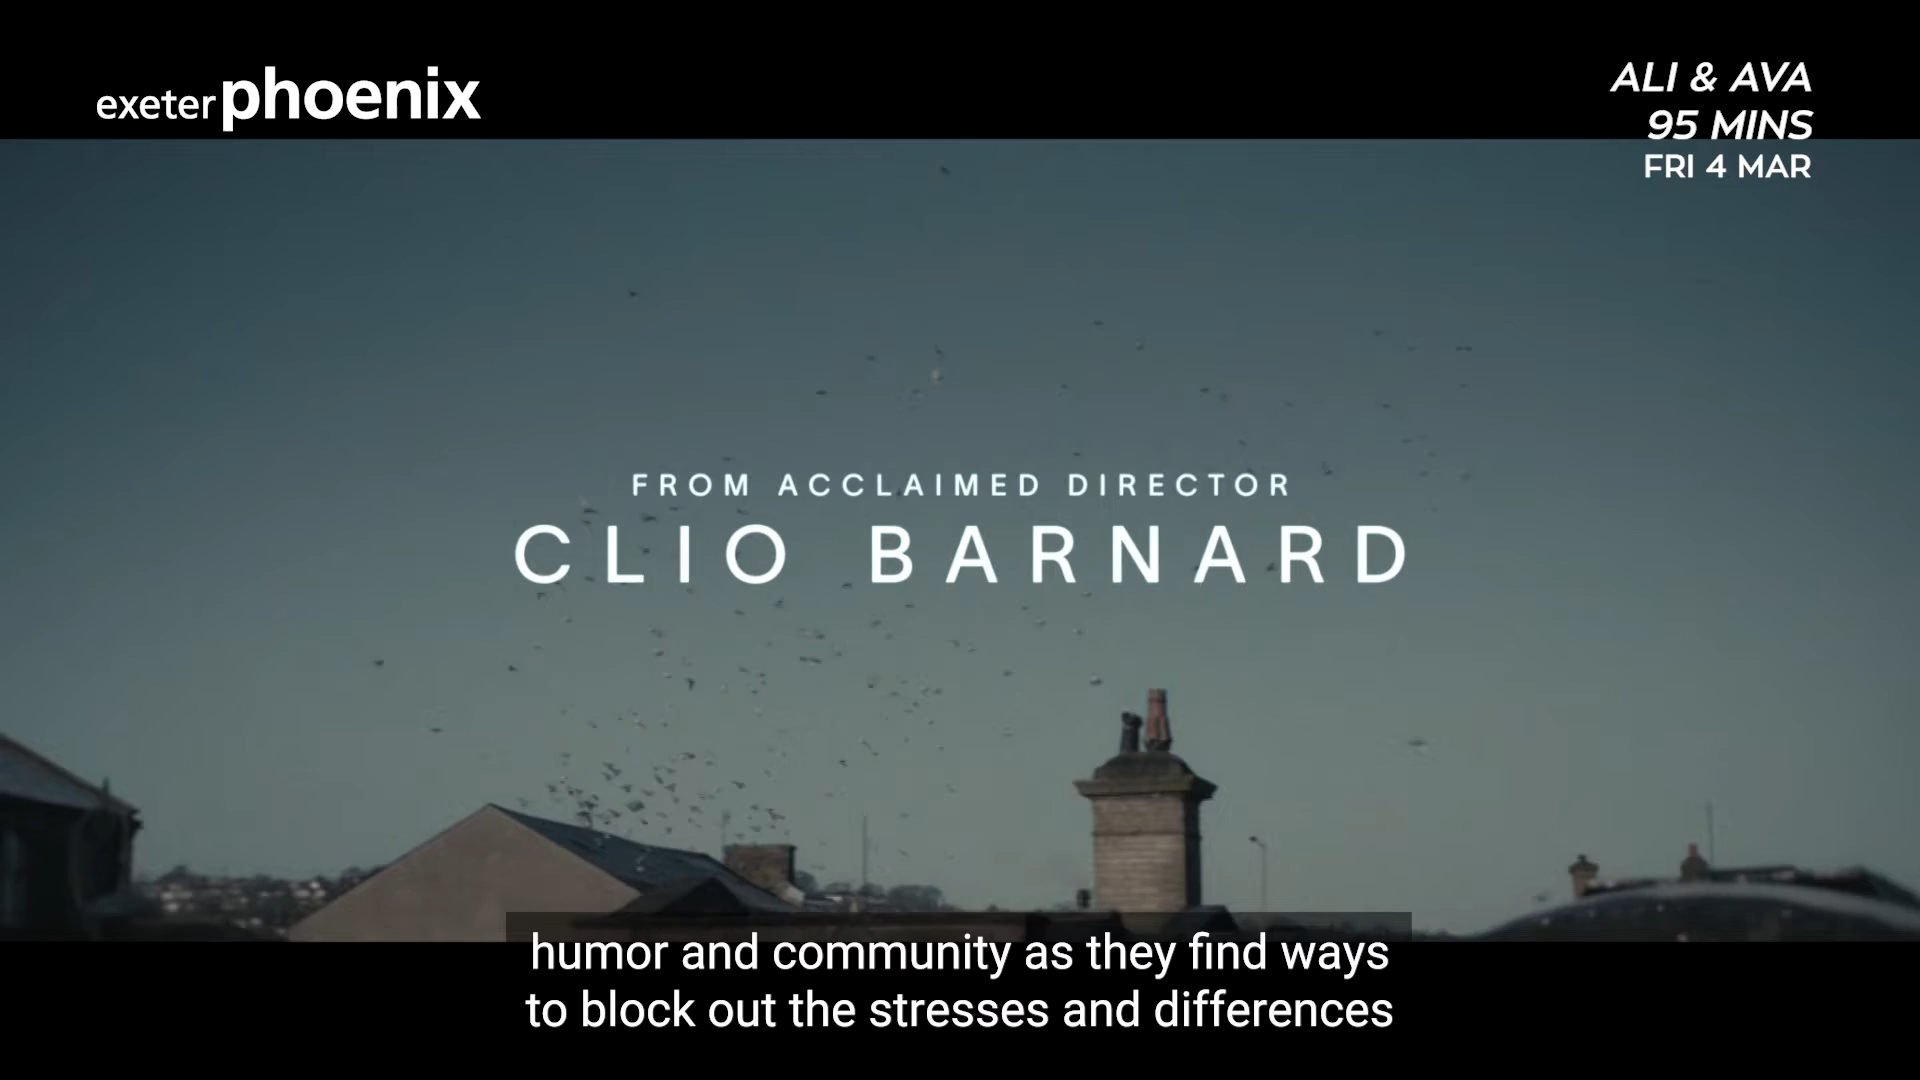 exeterphoenix
ALI & AVA
95 MINS
FRI 4 MAR
FROM ACCLAIMED DIRECTOR
CLIO BARNARD
humor and community as they find ways
to block out the stresses and differences